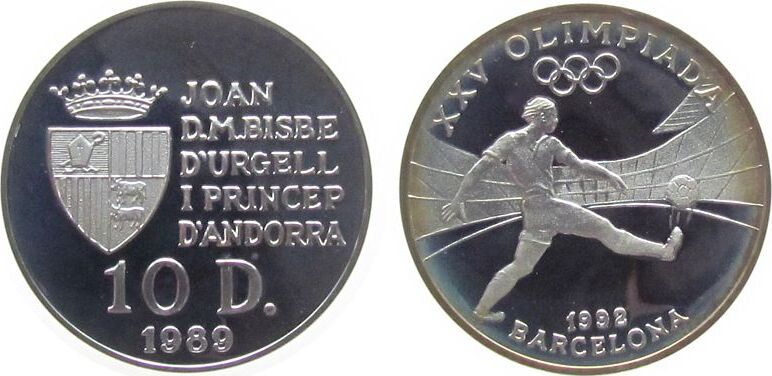 JOAN
D.M.BISBE
D'URGELL
I PRINCEP
D'ANDORRA
10 D.
1989
XXV OLIMPIADA
1992
BARCELONA